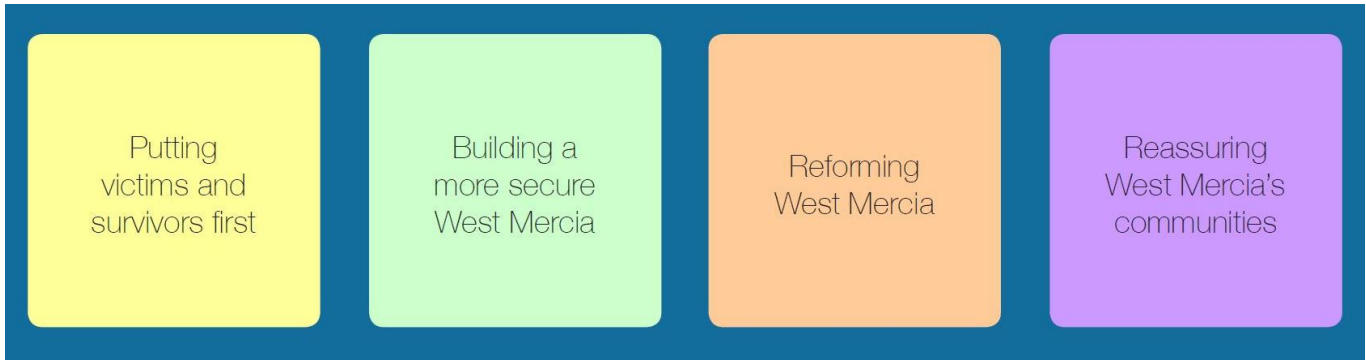 Putting
victims and
survivors first
Building a
more secure
West Mercia
Reforming
West Mercia
Reassuring
West Mercia's
communities